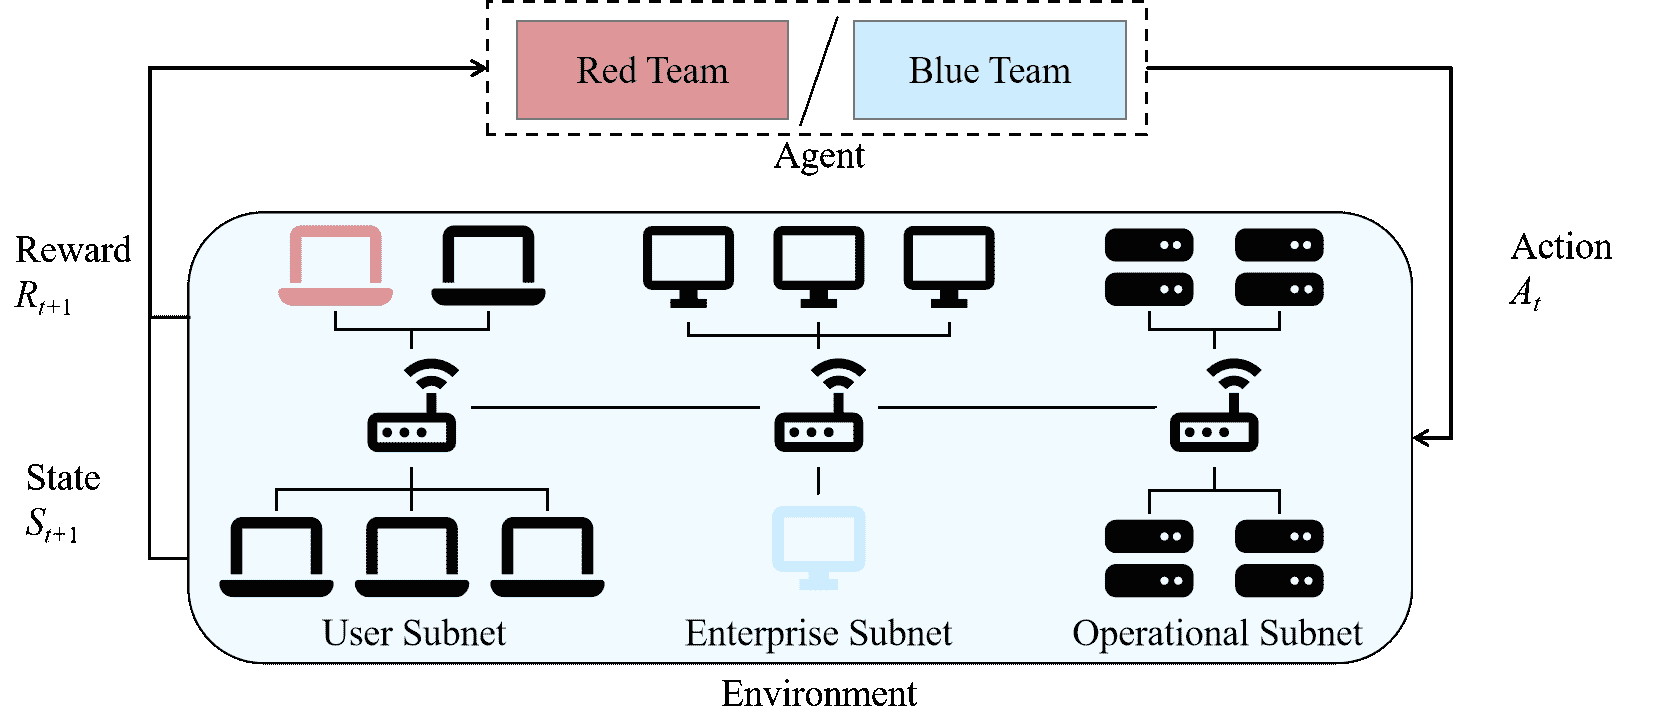 Red Team
Blue Team
Agent
Reward
R_{t+1}
Action
A_t
State
S_{t+1}
User Subnet
Enterprise Subnet
Operational Subnet
Environment